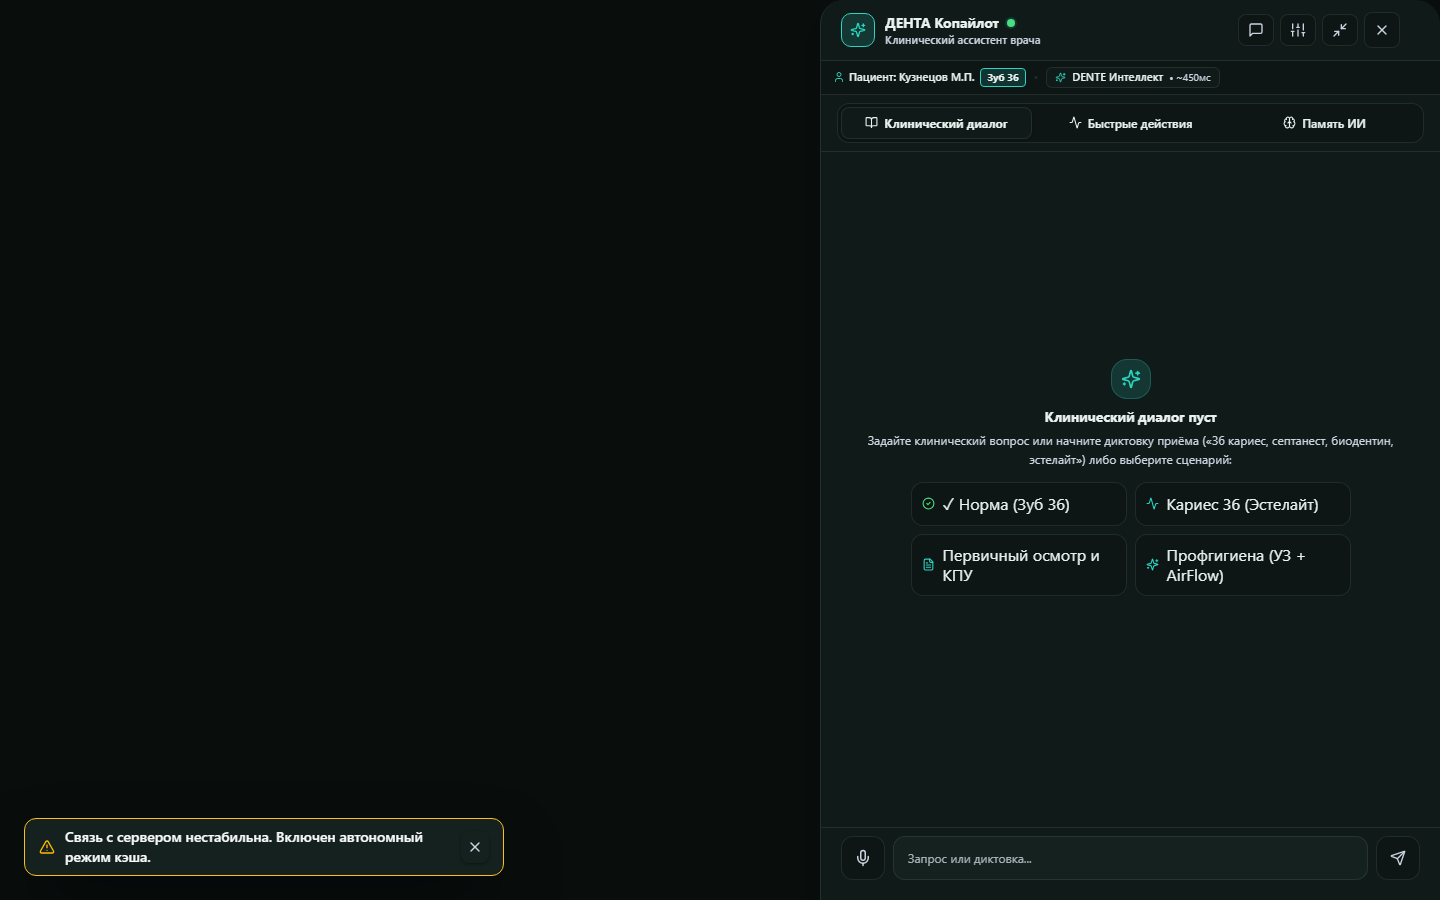 ДЕНТА Копайлот
Клинический ассистент врача
Пациент: Кузнецов М.П. Зуб 36 · DENTE Интеллект • ~450мс
Клинический диалог
Быстрые действия
Память ИИ
Клинический диалог пуст
Задайте клинический вопрос или начните диктовку приёма («36 кариес, септанест, биодентин,
эстелайт») либо выберите сценарий:
✓ Норма (Зуб 36)
Кариес 36 (Эстелайт)
Первичный осмотр и
КПУ
Профгигиена (УЗ +
AirFlow)
Связь с сервером нестабильна. Включен автономный
режим кэша.
Запрос или диктовка...